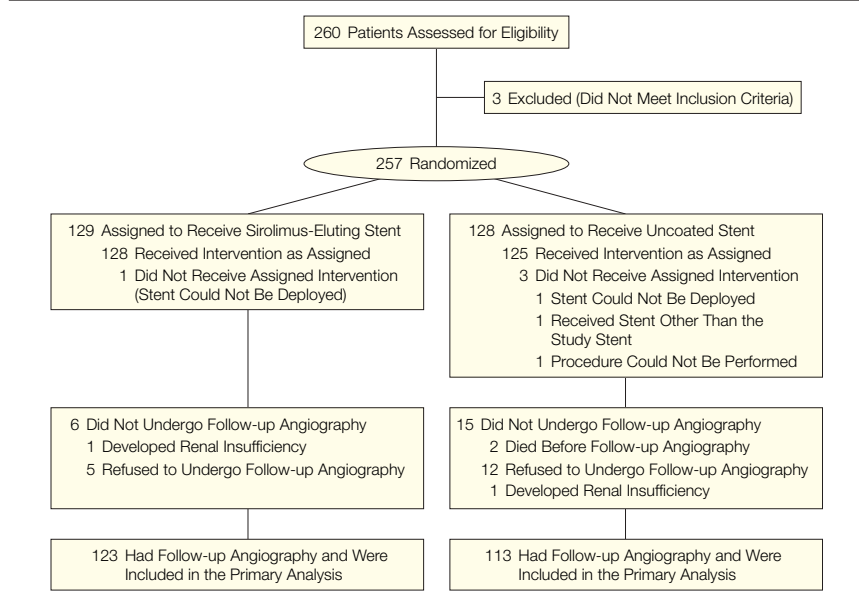 260 Patients Assessed for Eligibility
3 Excluded (Did Not Meet Inclusion Criteria)
257 Randomized
129 Assigned to Receive Sirolimus-Eluting Stent
128 Received Intervention as Assigned
1 Did Not Receive Assigned Intervention
(Stent Could Not Be Deployed)
128 Assigned to Receive Uncoated Stent
125 Received Intervention as Assigned
3 Did Not Receive Assigned Intervention
1 Stent Could Not Be Deployed
1 Received Stent Other Than the
Study Stent
1 Procedure Could Not Be Performed
6 Did Not Undergo Follow-up Angiography
1 Developed Renal Insufficiency
5 Refused to Undergo Follow-up Angiography
15 Did Not Undergo Follow-up Angiography
2 Died Before Follow-up Angiography
12 Refused to Undergo Follow-up Angiography
1 Developed Renal Insufficiency
123 Had Follow-up Angiography and Were
Included in the Primary Analysis
113 Had Follow-up Angiography and Were
Included in the Primary Analysis